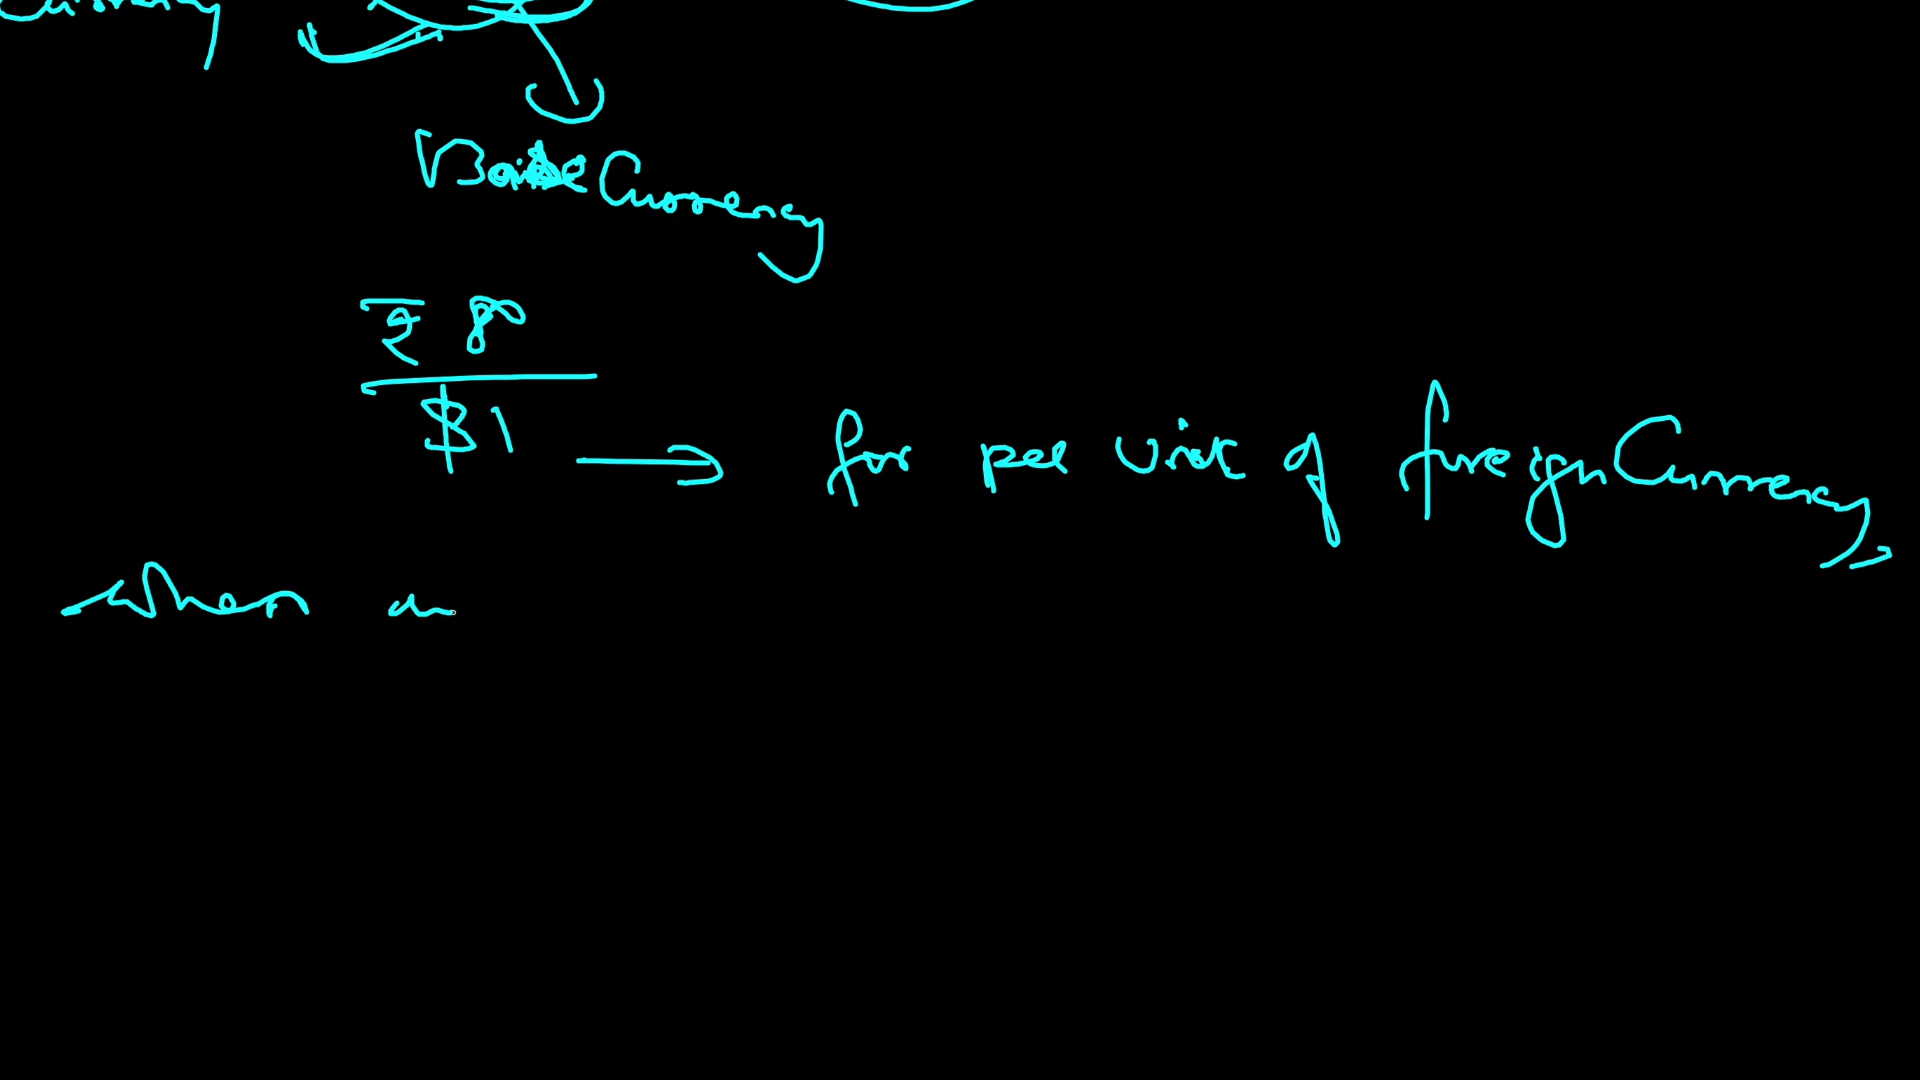 Base Currency
₹ 80
$1 → for per unit of foreign Currency
when